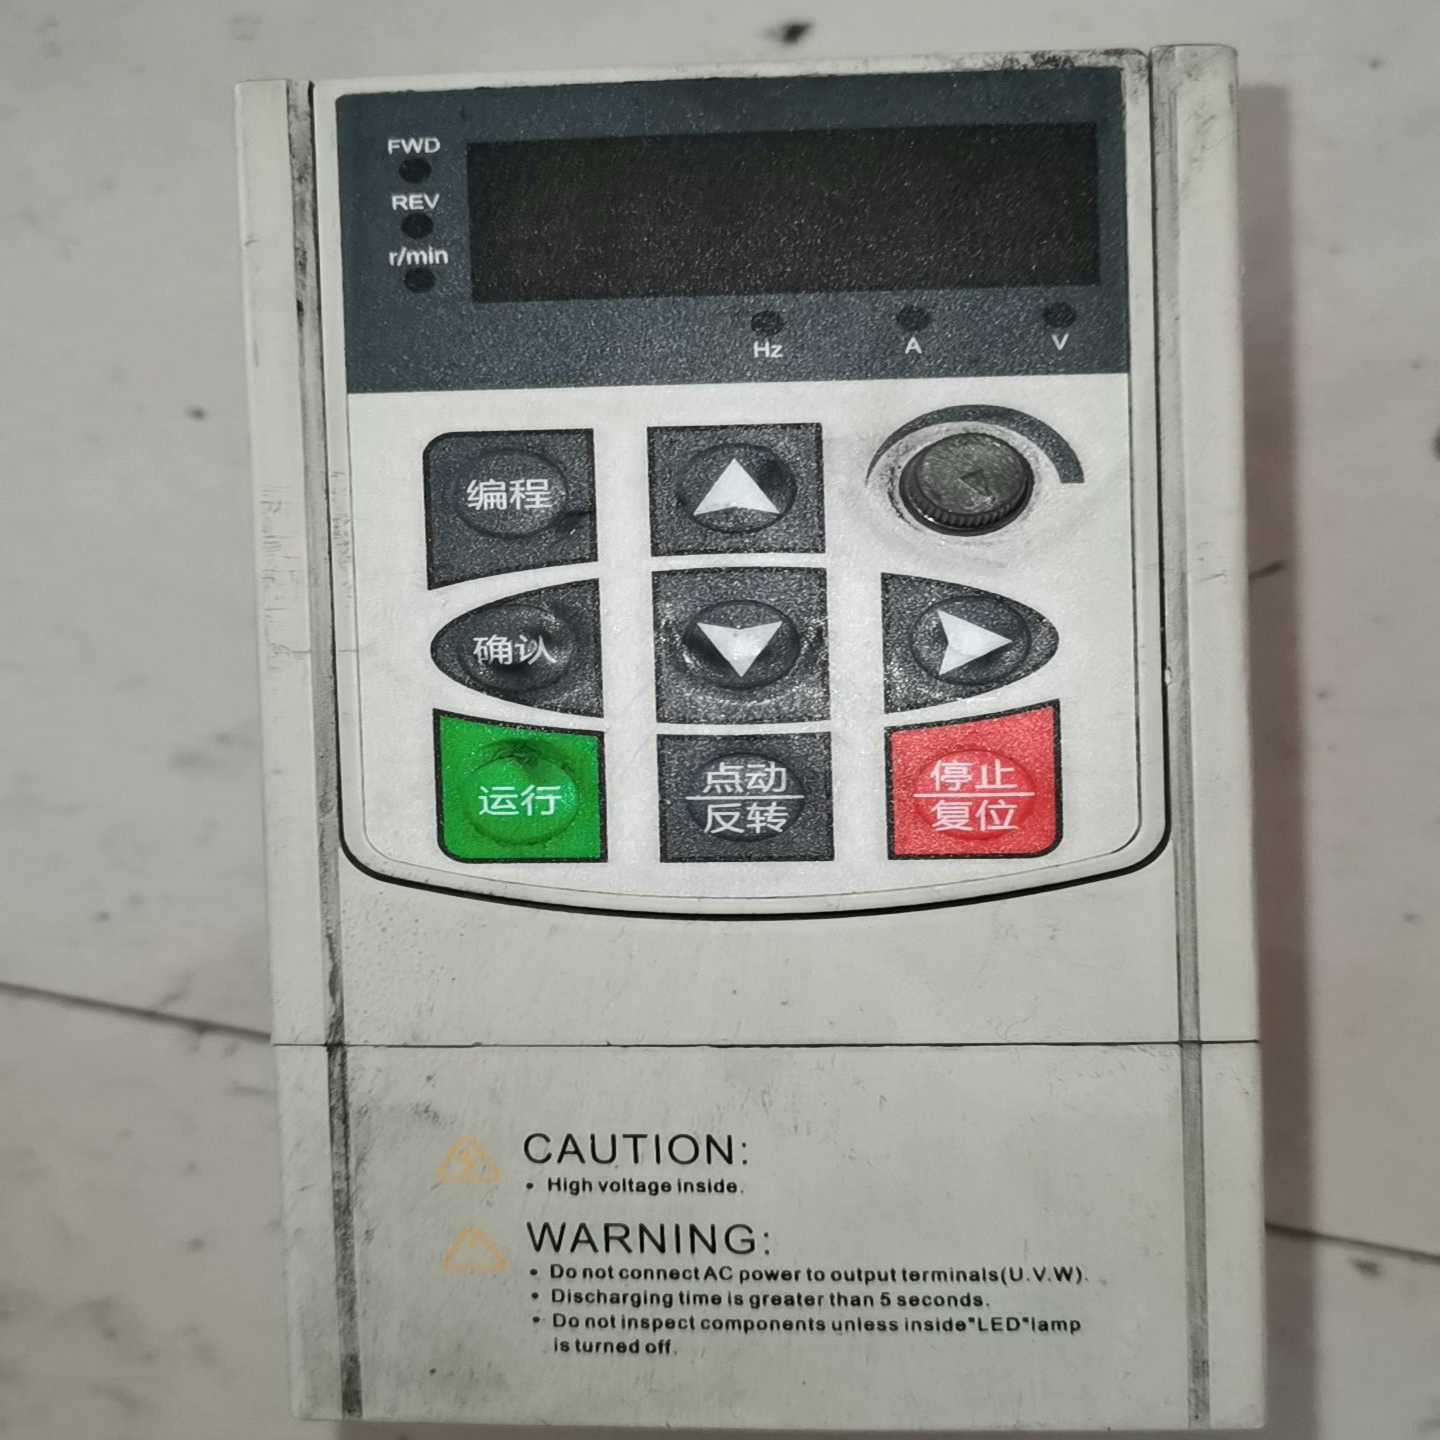 FWD
REV
r/min
Hz
A
V
编程
确认
运行
点动
反转
停止
复位
CAUTION:
• High voltage inside.
WARNING:
• Do not connect AC power to output terminals(U.V.W).
• Discharging time is greater than 5 seconds.
• Do not inspect components unless inside"LED"lamp
is turned off.